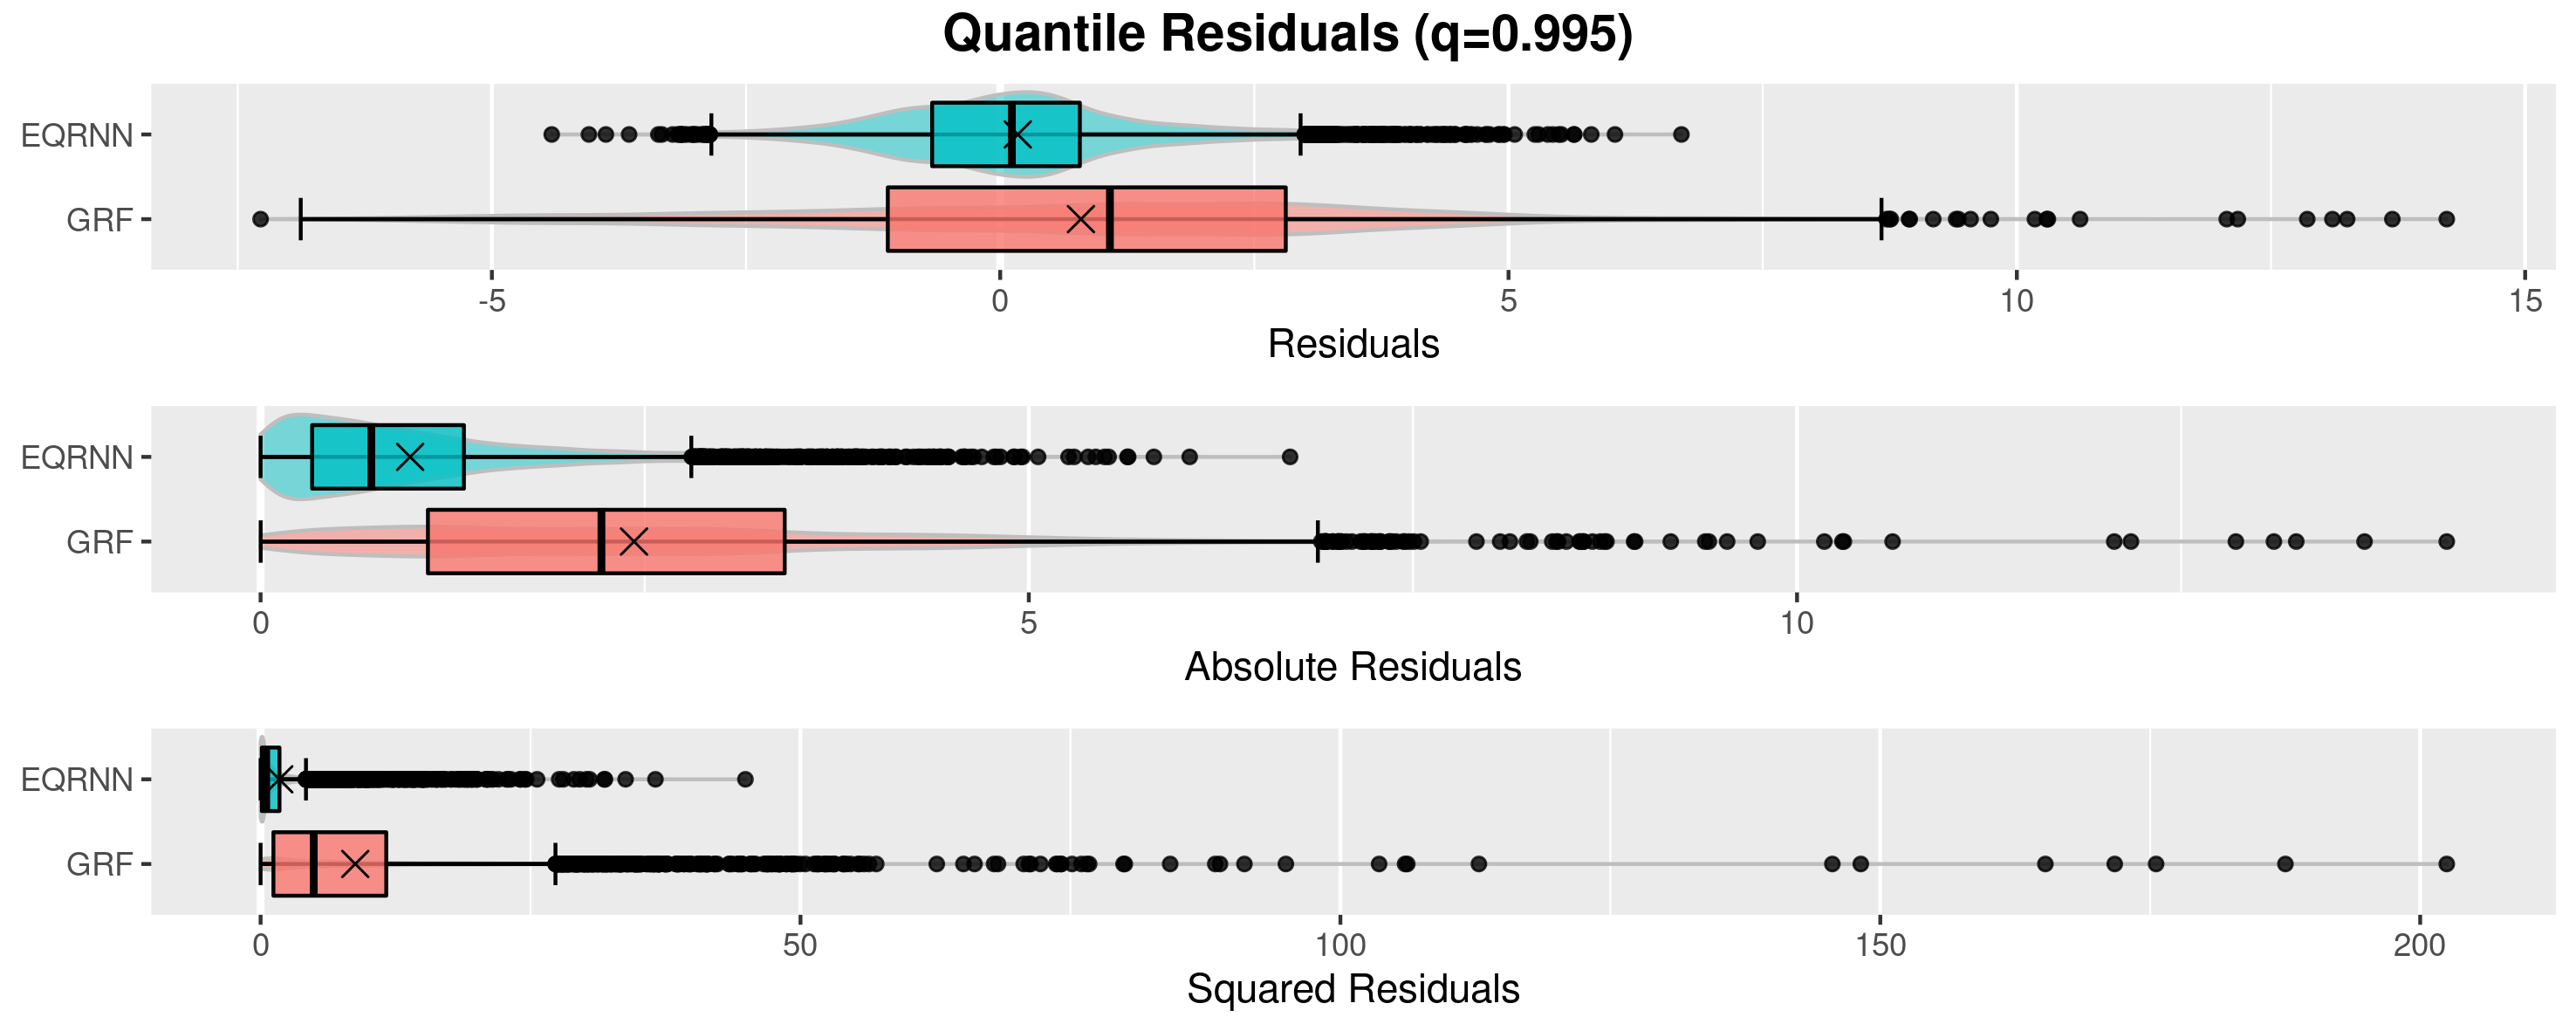 Quantile Residuals (q=0.995)
EQRNN
GRF
-5 0 5 10 15
Residuals
EQRNN
GRF
0 5 10
Absolute Residuals
EQRNN
GRF
0 50 100 150 200
Squared Residuals